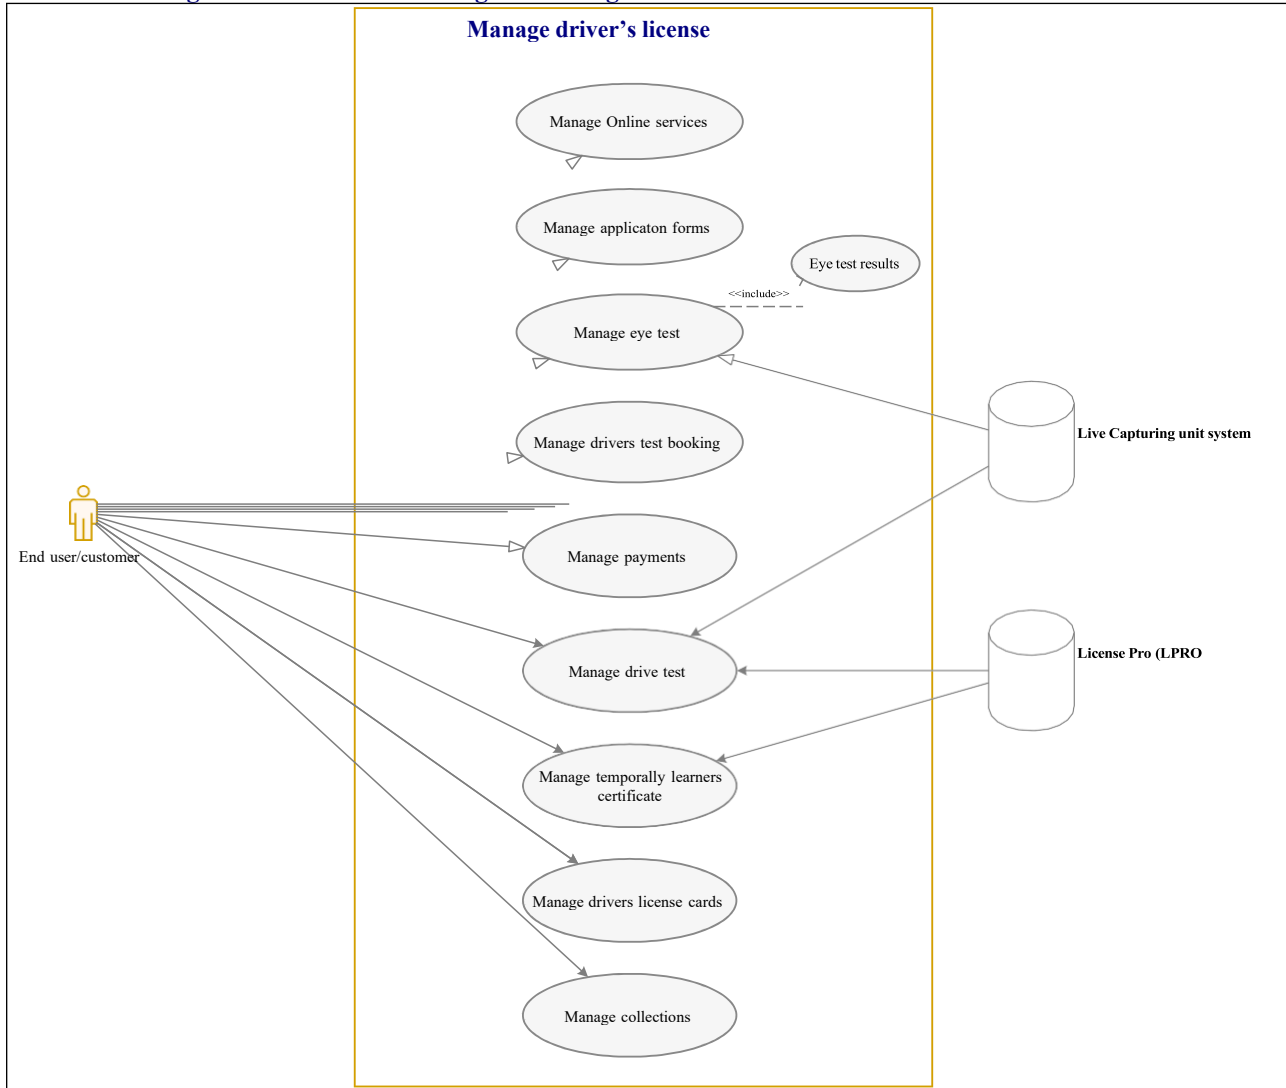 Manage driver’s license
Manage Online services
Manage applicaton forms
Eye test results
<<include>>
Manage eye test
Live Capturing unit system
Manage drivers test booking
End user/customer
Manage payments
License Pro (LPRO
Manage drive test
Manage temporally learners
certificate
Manage drivers license cards
Manage collections